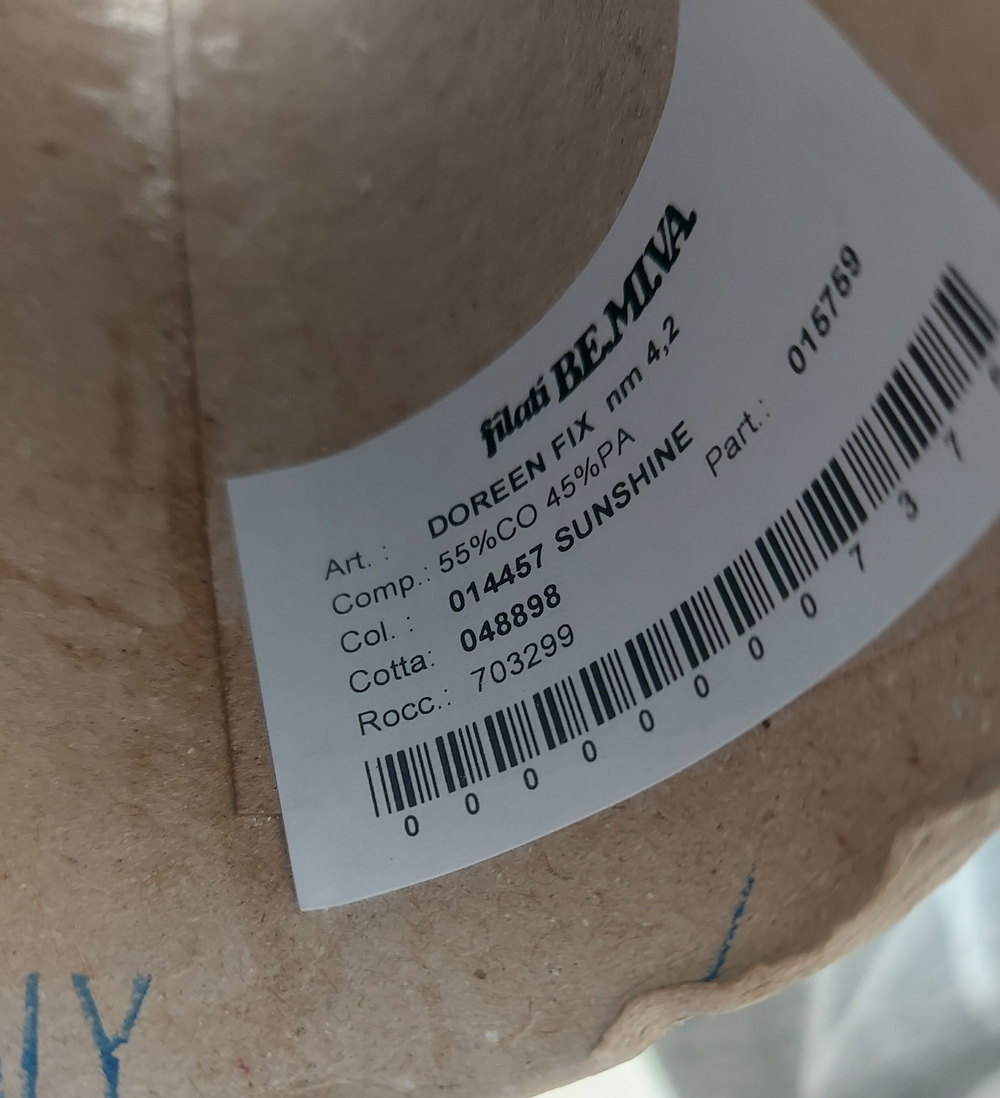 filati BE.MI.VA
Art. : DOREEN FIX nm 4,2
Comp.: 55%CO 45%PA
Col. : 014457 SUNSHINE
Cotta: 048898 Part.: 015759
Rocc.: 703299
0 0 0 0 0 0 0 0 7 3 7
LY